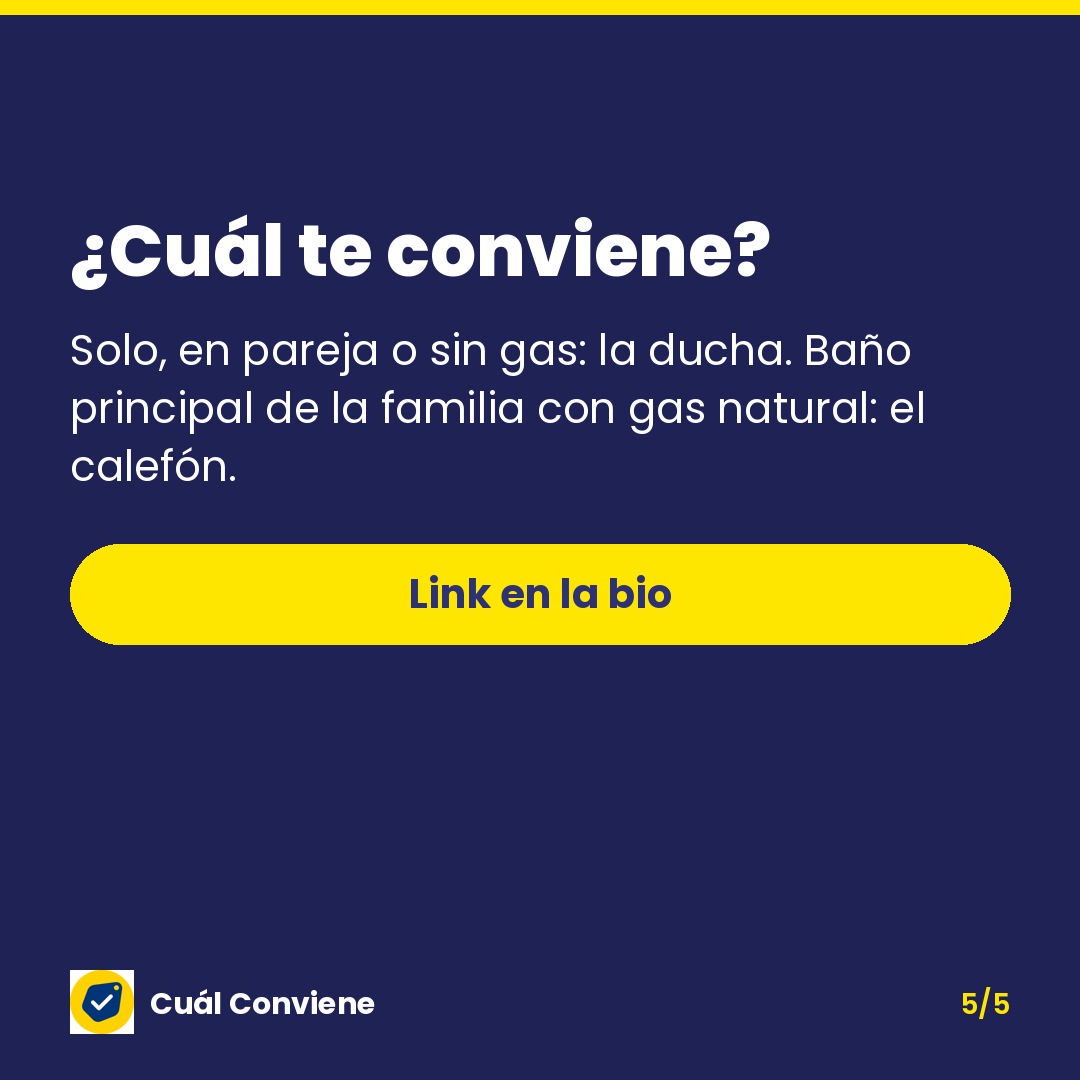 ¿Cuál te conviene?
Solo, en pareja o sin gas: la ducha. Baño
principal de la familia con gas natural: el
calefón.
Link en la bio
Cuál Conviene
5/5